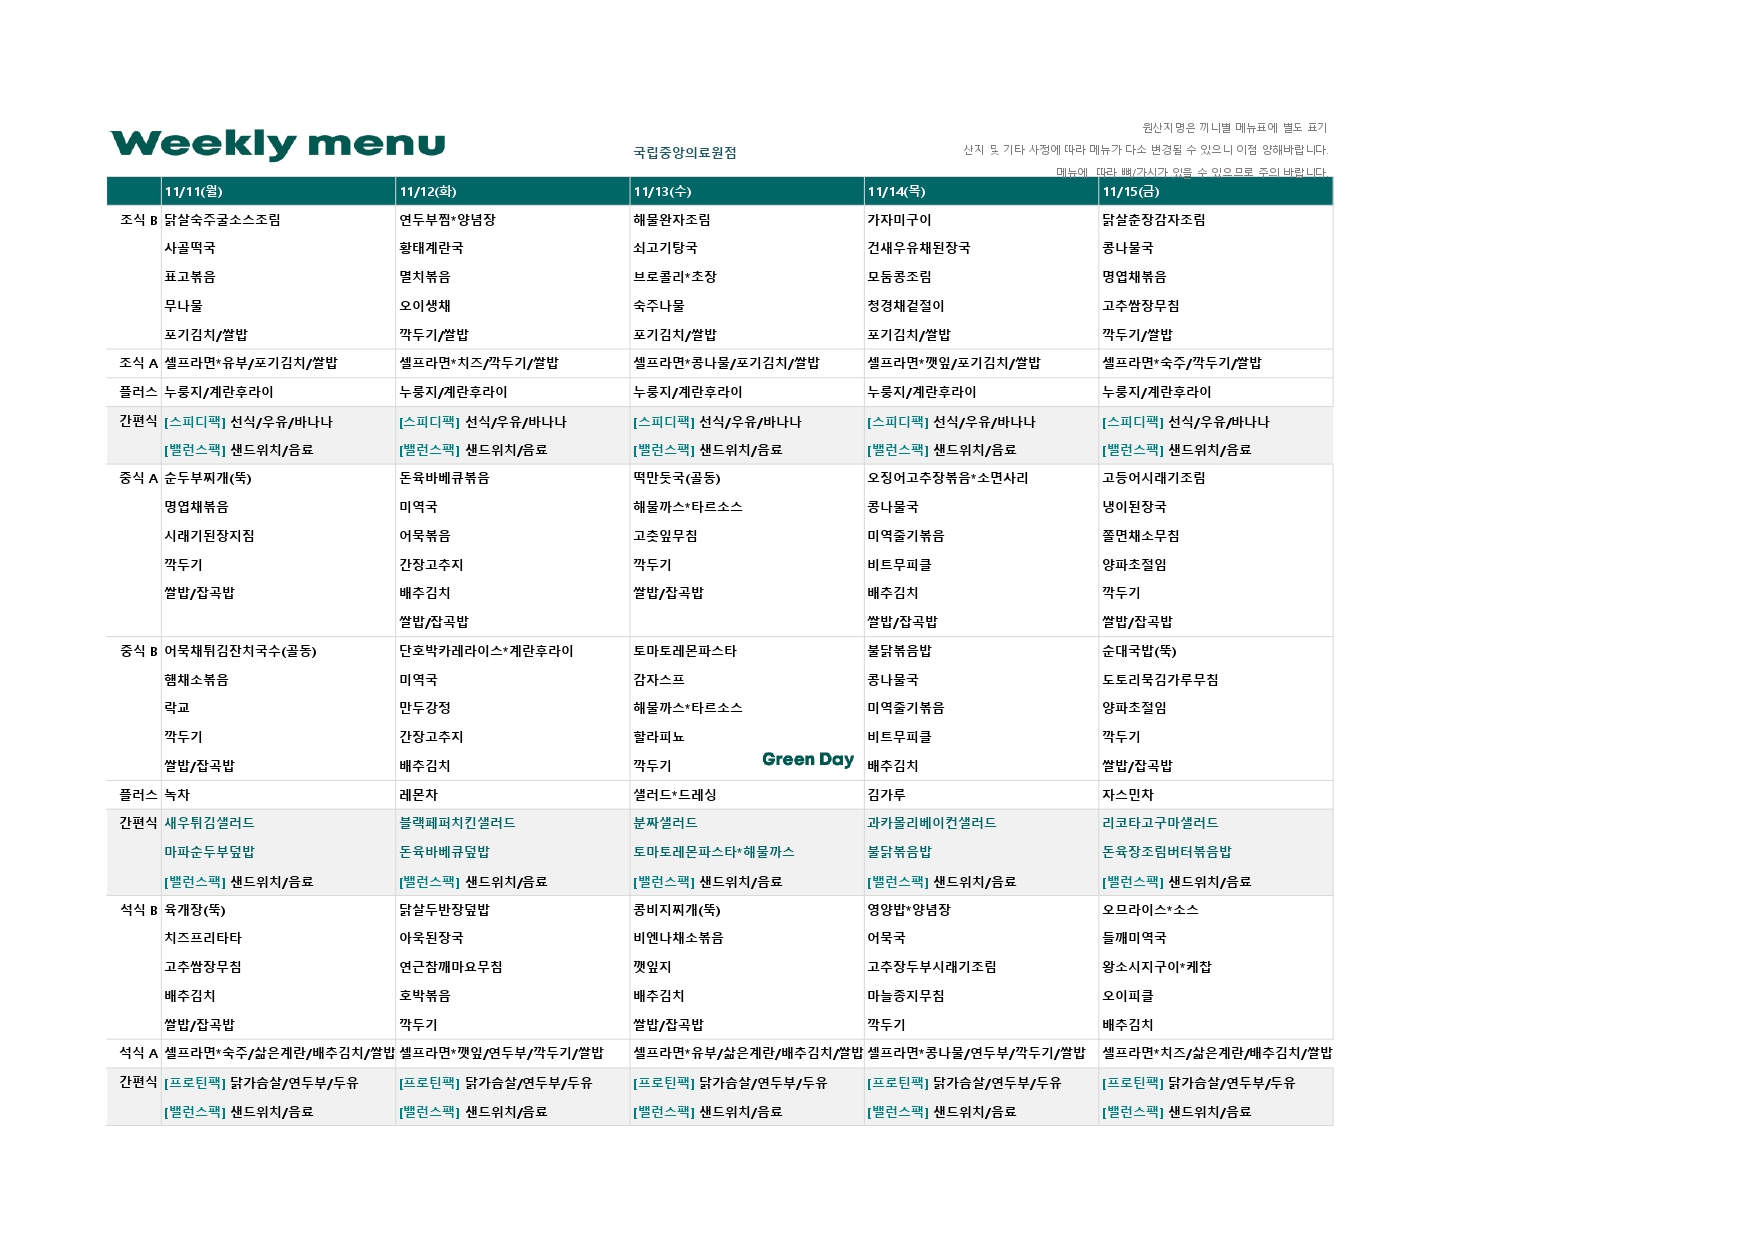 Weekly menu
국립중앙의료원점
원산지명은 끼니별 메뉴표에 별도 표기
산지 및 기타 사정에 따라 메뉴가 다소 변경될 수 있으니 이점 양해바랍니다.
메뉴에 따라 뼈/가시가 있을 수 있으므로 주의 바랍니다.
11/11(월) 11/12(화) 11/13(수) 11/14(목) 11/15(금)
조식 B 닭살숙주굴소스조림 연두부찜*양념장 해물완자조림 가자미구이 닭살춘장감자조림
사골떡국 황태계란국 쇠고기탕국 건새우유채된장국 콩나물국
표고볶음 멸치볶음 브로콜리*초장 모둠콩조림 명엽채볶음
무나물 오이생채 숙주나물 청경채겉절이 고추쌈장무침
포기김치/쌀밥 깍두기/쌀밥 포기김치/쌀밥 포기김치/쌀밥 깍두기/쌀밥
조식 A 셀프라면*유부/포기김치/쌀밥 셀프라면*치즈/깍두기/쌀밥 셀프라면*콩나물/포기김치/쌀밥 셀프라면*깻잎/포기김치/쌀밥 셀프라면*숙주/깍두기/쌀밥
플러스 누룽지/계란후라이 누룽지/계란후라이 누룽지/계란후라이 누룽지/계란후라이 누룽지/계란후라이
간편식 [스피디팩] 선식/우유/바나나 [스피디팩] 선식/우유/바나나 [스피디팩] 선식/우유/바나나 [스피디팩] 선식/우유/바나나 [스피디팩] 선식/우유/바나나
[밸런스팩] 샌드위치/음료 [밸런스팩] 샌드위치/음료 [밸런스팩] 샌드위치/음료 [밸런스팩] 샌드위치/음료 [밸런스팩] 샌드위치/음료
중식 A 순두부찌개(뚝) 돈육바베큐볶음 떡만둣국(골동) 오징어고추장볶음*소면사리 고등어시래기조림
명엽채볶음 미역국 해물까스*타르소스 콩나물국 냉이된장국
시래기된장지짐 어묵볶음 고춧잎무침 미역줄기볶음 쫄면채소무침
깍두기 간장고추지 깍두기 비트무피클 양파초절임
쌀밥/잡곡밥 배추김치 쌀밥/잡곡밥 배추김치 깍두기
쌀밥/잡곡밥 쌀밥/잡곡밥 쌀밥/잡곡밥
중식 B 어묵채튀김잔치국수(골동) 단호박카레라이스*계란후라이 토마토레몬파스타 불닭볶음밥 순대국밥(뚝)
햄채소볶음 미역국 감자스프 콩나물국 도토리묵김가루무침
락교 만두강정 해물까스*타르소스 미역줄기볶음 양파초절임
깍두기 간장고추지 할라피뇨 비트무피클 깍두기
쌀밥/잡곡밥 배추김치 깍두기 Green Day 배추김치 쌀밥/잡곡밥
플러스 녹차 레몬차 샐러드*드레싱 김가루 자스민차
간편식 새우튀김샐러드 블랙페퍼치킨샐러드 분짜샐러드 과카몰리베이컨샐러드 리코타고구마샐러드
마파순두부덮밥 돈육바베큐덮밥 토마토레몬파스타*해물까스 불닭볶음밥 돈육장조림버터볶음밥
[밸런스팩] 샌드위치/음료 [밸런스팩] 샌드위치/음료 [밸런스팩] 샌드위치/음료 [밸런스팩] 샌드위치/음료 [밸런스팩] 샌드위치/음료
석식 B 육개장(뚝) 닭살두반장덮밥 콩비지찌개(뚝) 영양밥*양념장 오므라이스*소스
치즈프리타타 아욱된장국 비엔나채소볶음 어묵국 들깨미역국
고추쌈장무침 연근참깨마요무침 깻잎지 고추장두부시래기조림 왕소시지구이*케찹
배추김치 호박볶음 배추김치 마늘종지무침 오이피클
쌀밥/잡곡밥 깍두기 쌀밥/잡곡밥 깍두기 배추김치
석식 A 셀프라면*숙주/삶은계란/배추김치/쌀밥 셀프라면*깻잎/연두부/깍두기/쌀밥 셀프라면*유부/삶은계란/배추김치/쌀밥 셀프라면*콩나물/연두부/깍두기/쌀밥 셀프라면*치즈/삶은계란/배추김치/쌀밥
간편식 [프로틴팩] 닭가슴살/연두부/두유 [프로틴팩] 닭가슴살/연두부/두유 [프로틴팩] 닭가슴살/연두부/두유 [프로틴팩] 닭가슴살/연두부/두유 [프로틴팩] 닭가슴살/연두부/두유
[밸런스팩] 샌드위치/음료 [밸런스팩] 샌드위치/음료 [밸런스팩] 샌드위치/음료 [밸런스팩] 샌드위치/음료 [밸런스팩] 샌드위치/음료